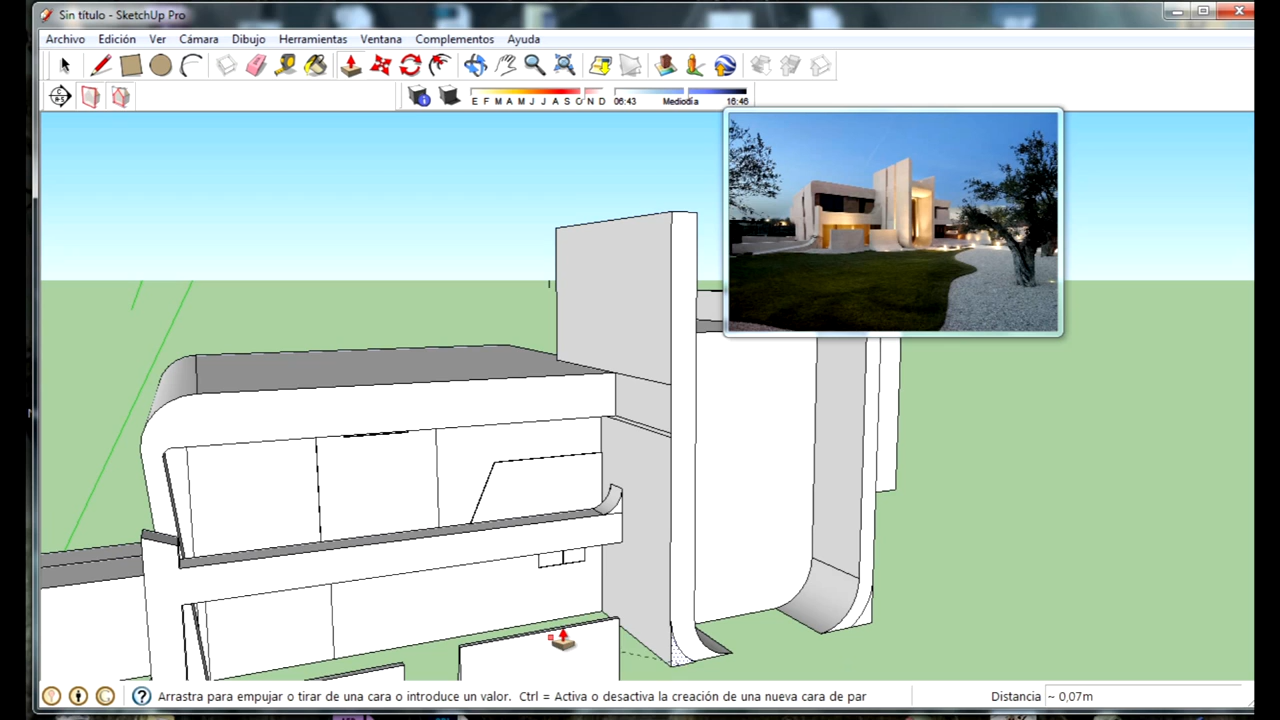 Sin título - SketchUp Pro
Archivo Edición Ver Cámara Dibujo Herramientas Ventana Complementos Ayuda
E F M A M J J A S O N D 06:43 Mediodía 16:46
Arrastra para empujar o tirar de una cara o introduce un valor. Ctrl = Activa o desactiva la creación de una nueva cara de par Distancia ~ 0,07m